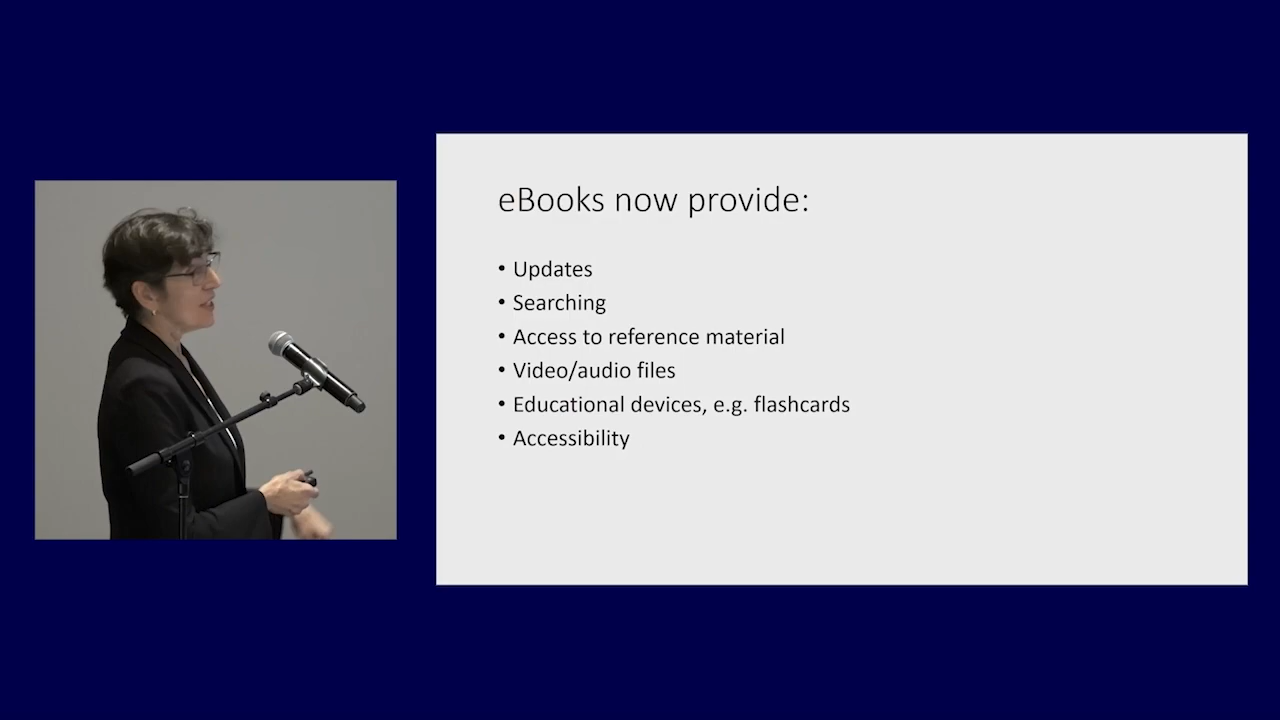 eBooks now provide:
• Updates
• Searching
• Access to reference material
• Video/audio files
• Educational devices, e.g. flashcards
• Accessibility